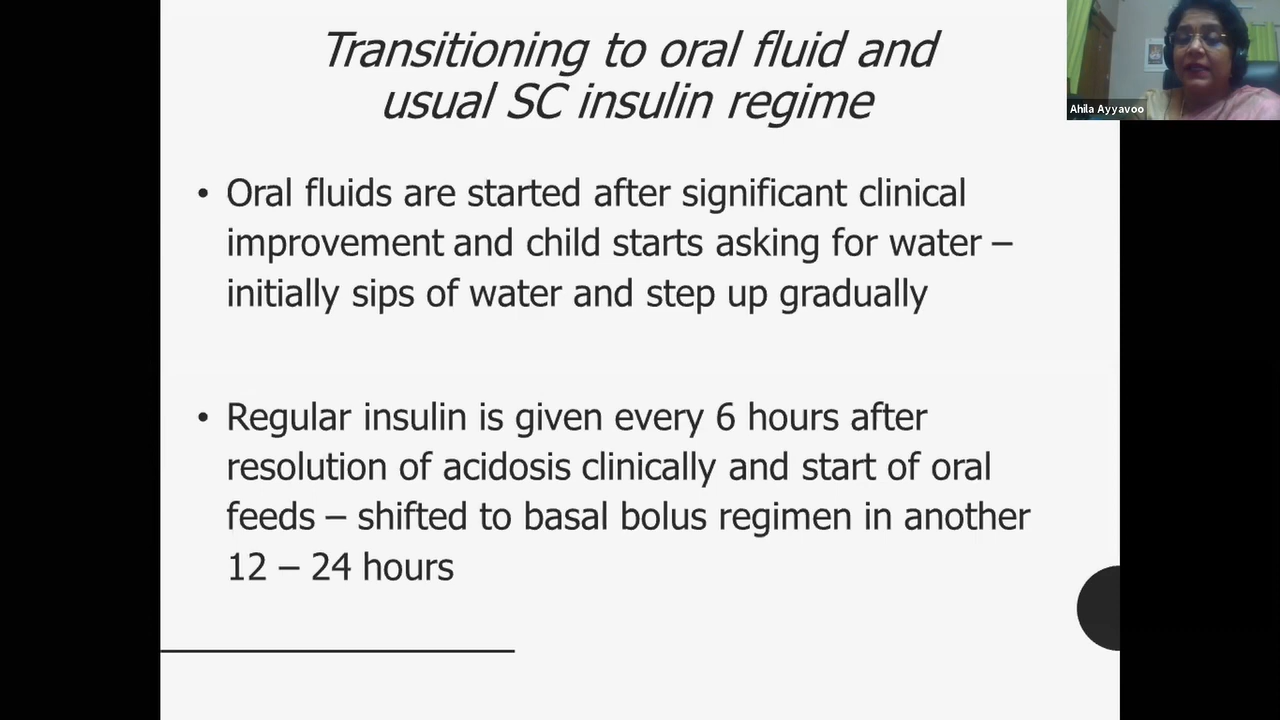 Transitioning to oral fluid and
usual SC insulin regime
Ahila Ayyavoo
• Oral fluids are started after significant clinical
improvement and child starts asking for water –
initially sips of water and step up gradually
• Regular insulin is given every 6 hours after
resolution of acidosis clinically and start of oral
feeds – shifted to basal bolus regimen in another
12 – 24 hours